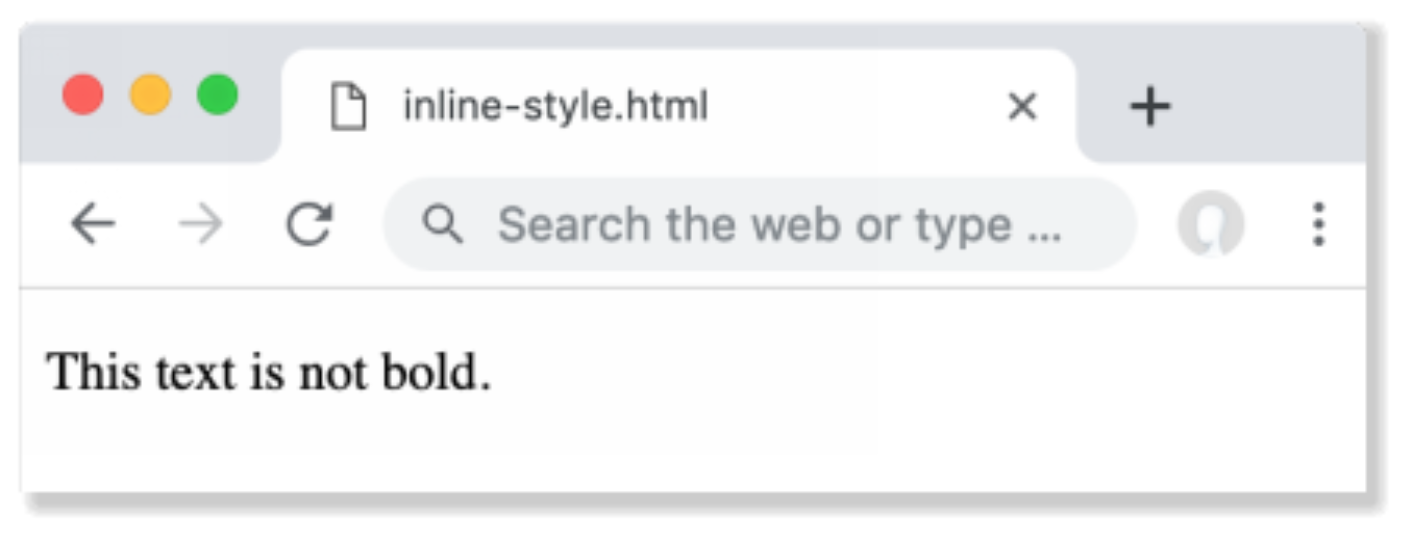 inline-style.html
Search the web or type ...
This text is not bold.